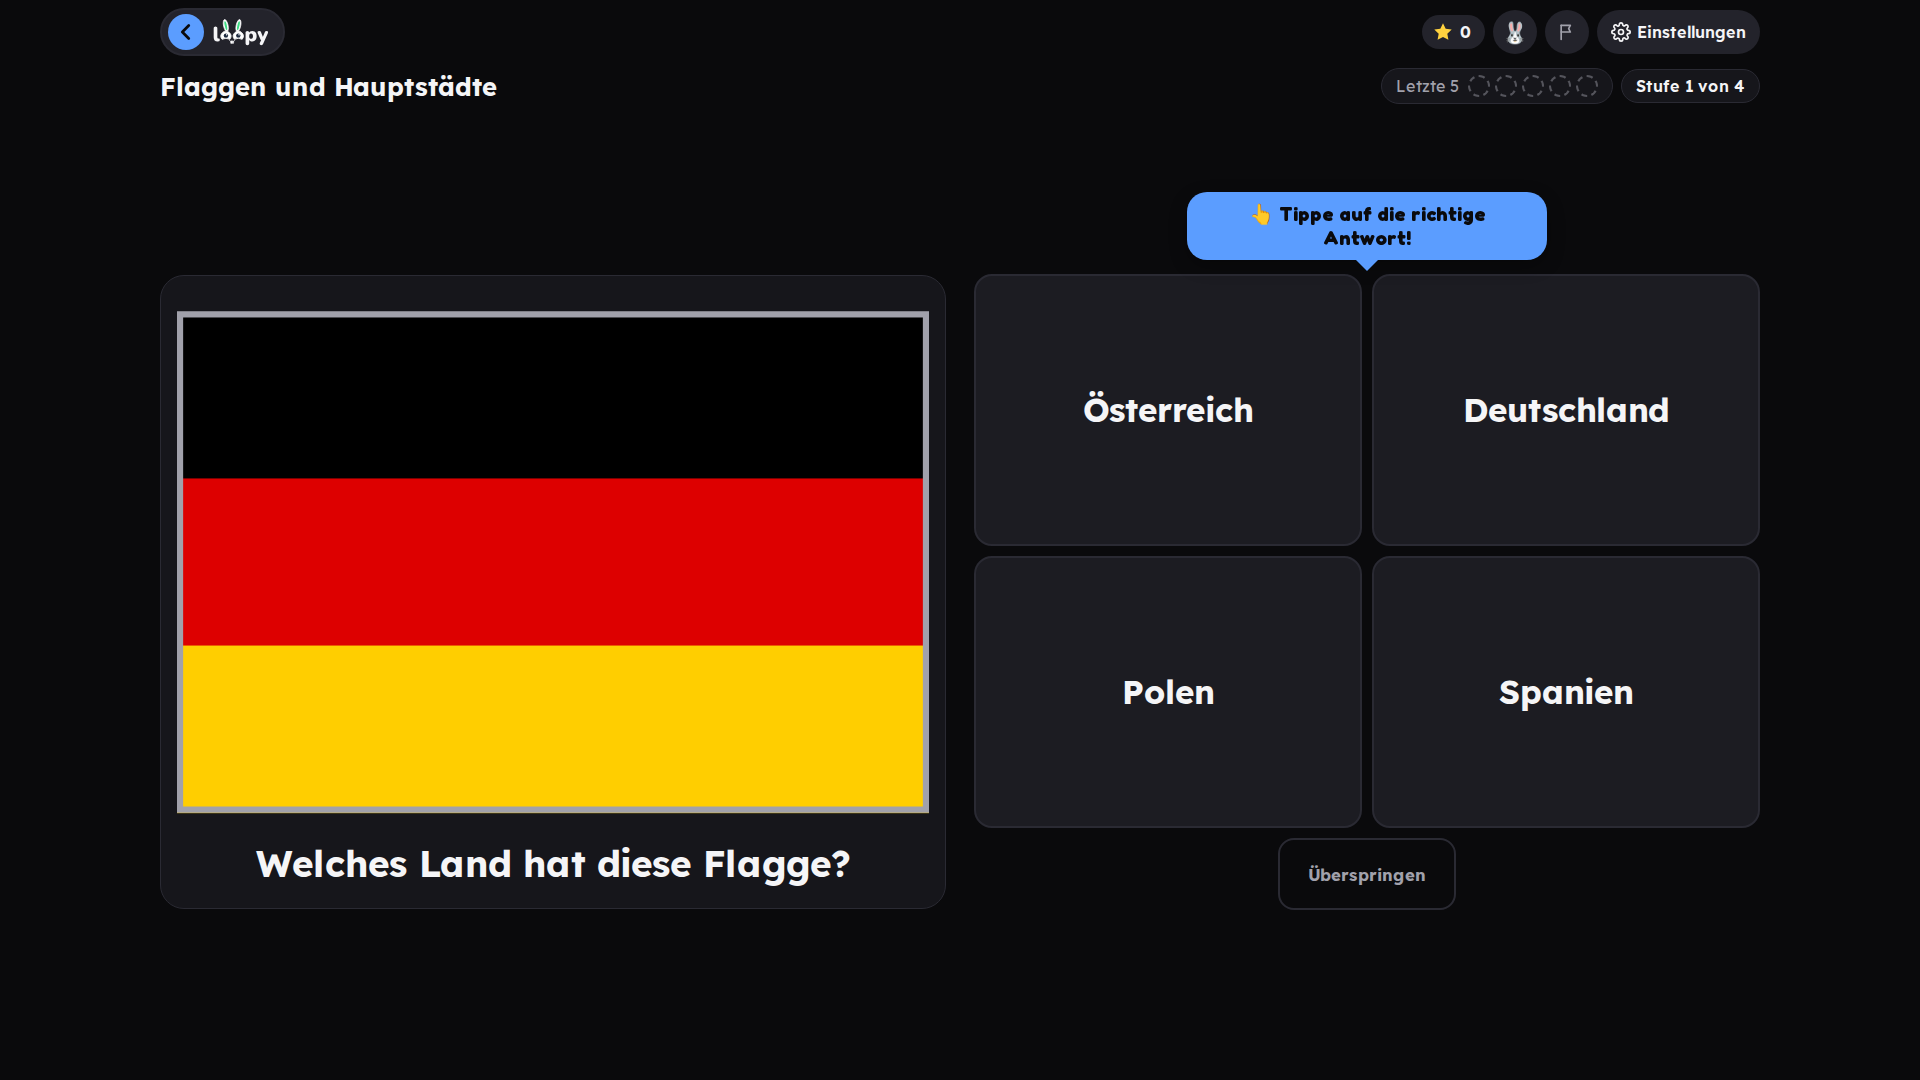 loopy
0
Einstellungen
Flaggen und Hauptstädte
Letzte 5
Stufe 1 von 4
👆 Tippe auf die richtige
Antwort!
Österreich
Deutschland
Polen
Spanien
Welches Land hat diese Flagge?
Überspringen